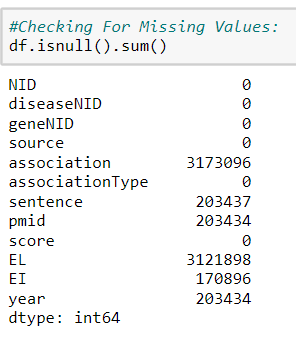 #Checking For Missing Values:
df.isnull().sum()
NID 0
diseaseNID 0
geneNID 0
source 0
association 3173096
associationType 0
sentence 203437
pmid 203434
score 0
EL 3121898
EI 170896
year 203434
dtype: int64